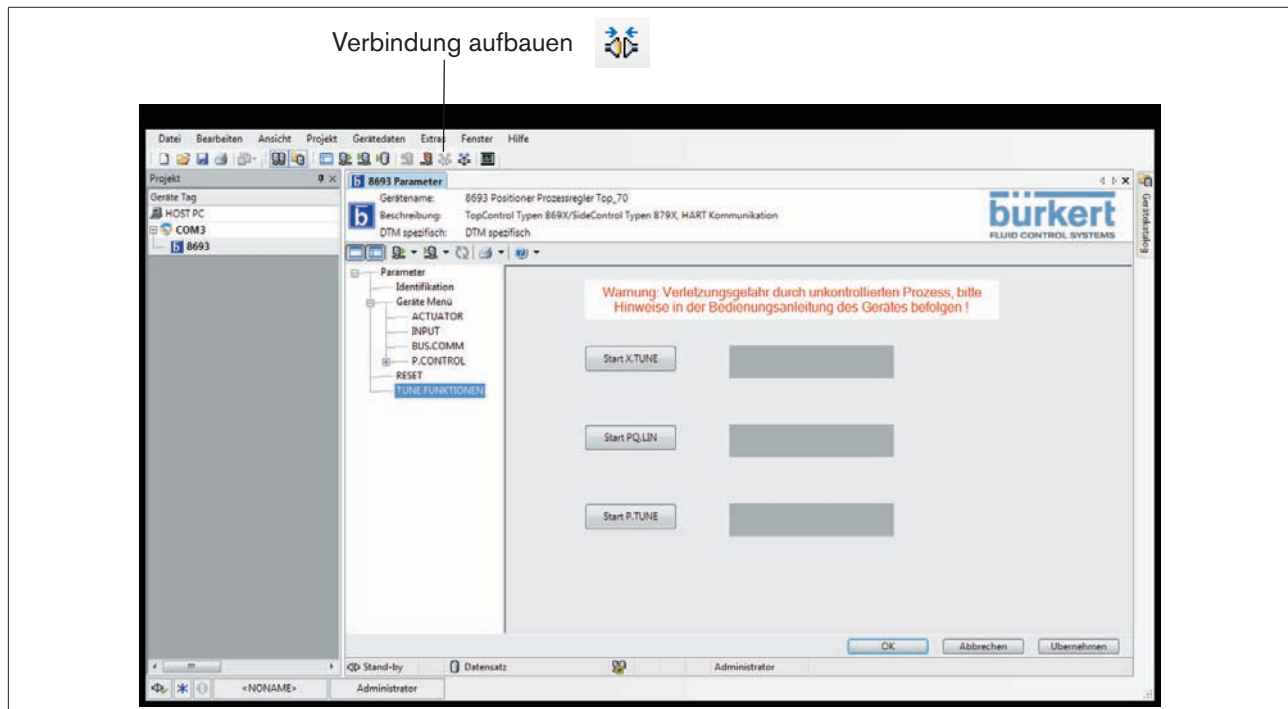 Verbindung aufbauen
Datei Bearbeiten Ansicht Projekt Gerätedaten Extras Fenster Hilfe
Projekt
Geräte Tag
HOST PC
COM3
8693
8693 Parameter
Gerätename: 8693 Positioner Prozessregler Top_70
Beschreibung: TopControl Typen 869X/SideControl Typen 879X, HART Kommunikation
DTM spezifisch: DTM spezifisch
bürkert
FLUID CONTROL SYSTEMS
Gerätekatalog
Parameter
Identifikation
Geräte Menü
ACTUATOR
INPUT
BUS.COMM
P.CONTROL
RESET
TUNE FUNKTIONEN
Warnung: Verletzungsgefahr durch unkontrollierten Prozess, bitte
Hinweise in der Bedienungsanleitung des Gerätes befolgen !
Start X.TUNE
Start PQ.LIN
Start P.TUNE
OK Abbrechen Übernehmen
Stand-by Datensatz Administrator
<NONAME> Administrator